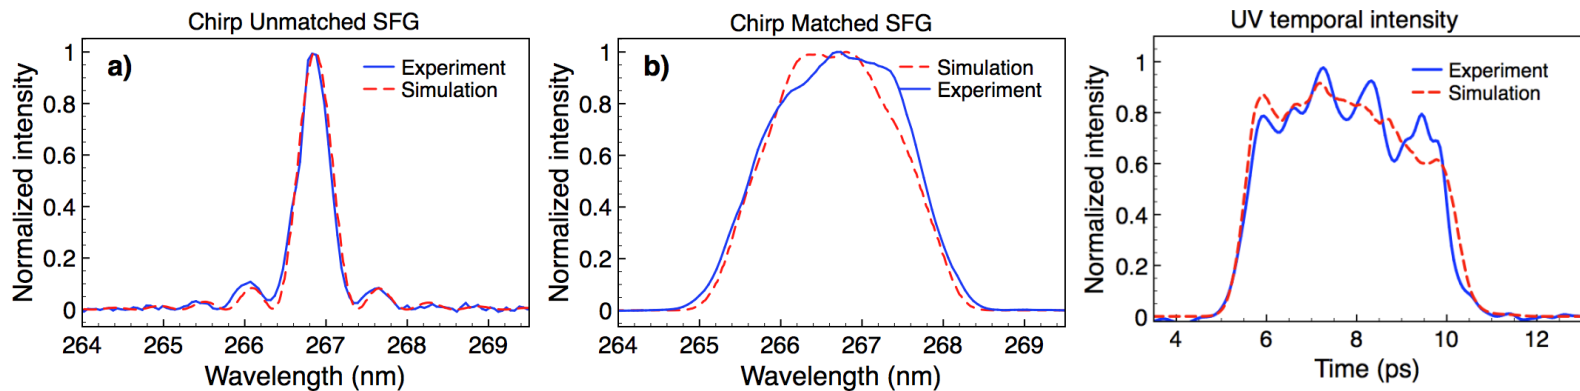 Chirp Unmatched SFG
a)
Experiment
Simulation
Normalized intensity
1
0.8
0.6
0.4
0.2
0
264 265 266 267 268 269
Wavelength (nm)
Chirp Matched SFG
b)
Simulation
Experiment
Normalized intensity
1
0.8
0.6
0.4
0.2
0
264 265 266 267 268 269
Wavelength (nm)
UV temporal intensity
Experiment
Simulation
Normalized intensity
1
0.8
0.6
0.4
0.2
0
4 6 8 10 12
Time (ps)